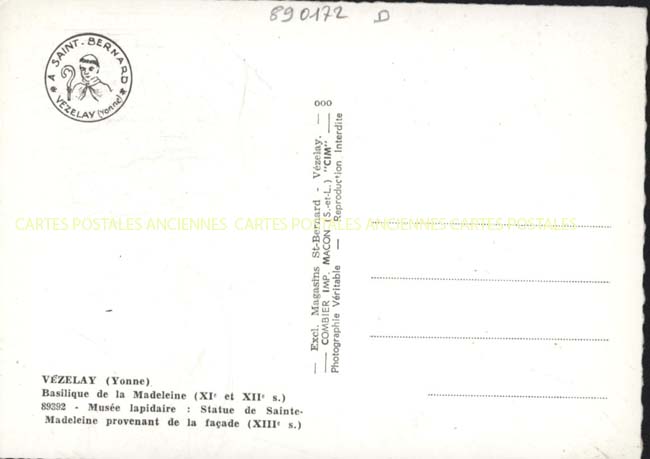 890172 D
A SAINT-BERNARD
VÉZELAY (Yonne)
CARTES POSTALES ANCIENNES CARTES POSTALES ANCIENNES CARTES POSTALES
— Excl. Magasins St-Bernard - Vézelay. — ooo
—— COMBIER IMP. MACON (S.-et-L.) "CIM" ——
Photographie Véritable — Reproduction Interdite
VÉZELAY (Yonne)
Basilique de la Madeleine (XIe et XIIe s.)
89392 - Musée lapidaire : Statue de Sainte-
Madeleine provenant de la façade (XIIIe s.)